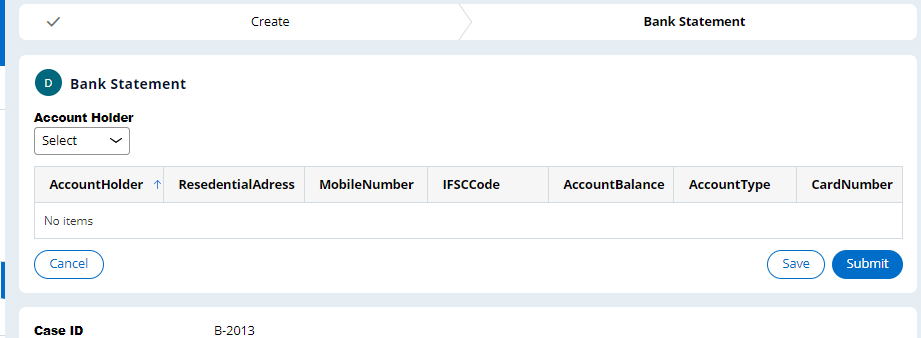 Create
Bank Statement
D Bank Statement
Account Holder
Select
AccountHolder ResedentialAdress MobileNumber IFSCCode AccountBalance AccountType CardNumber
No items
Cancel Save Submit
Case ID B-2013